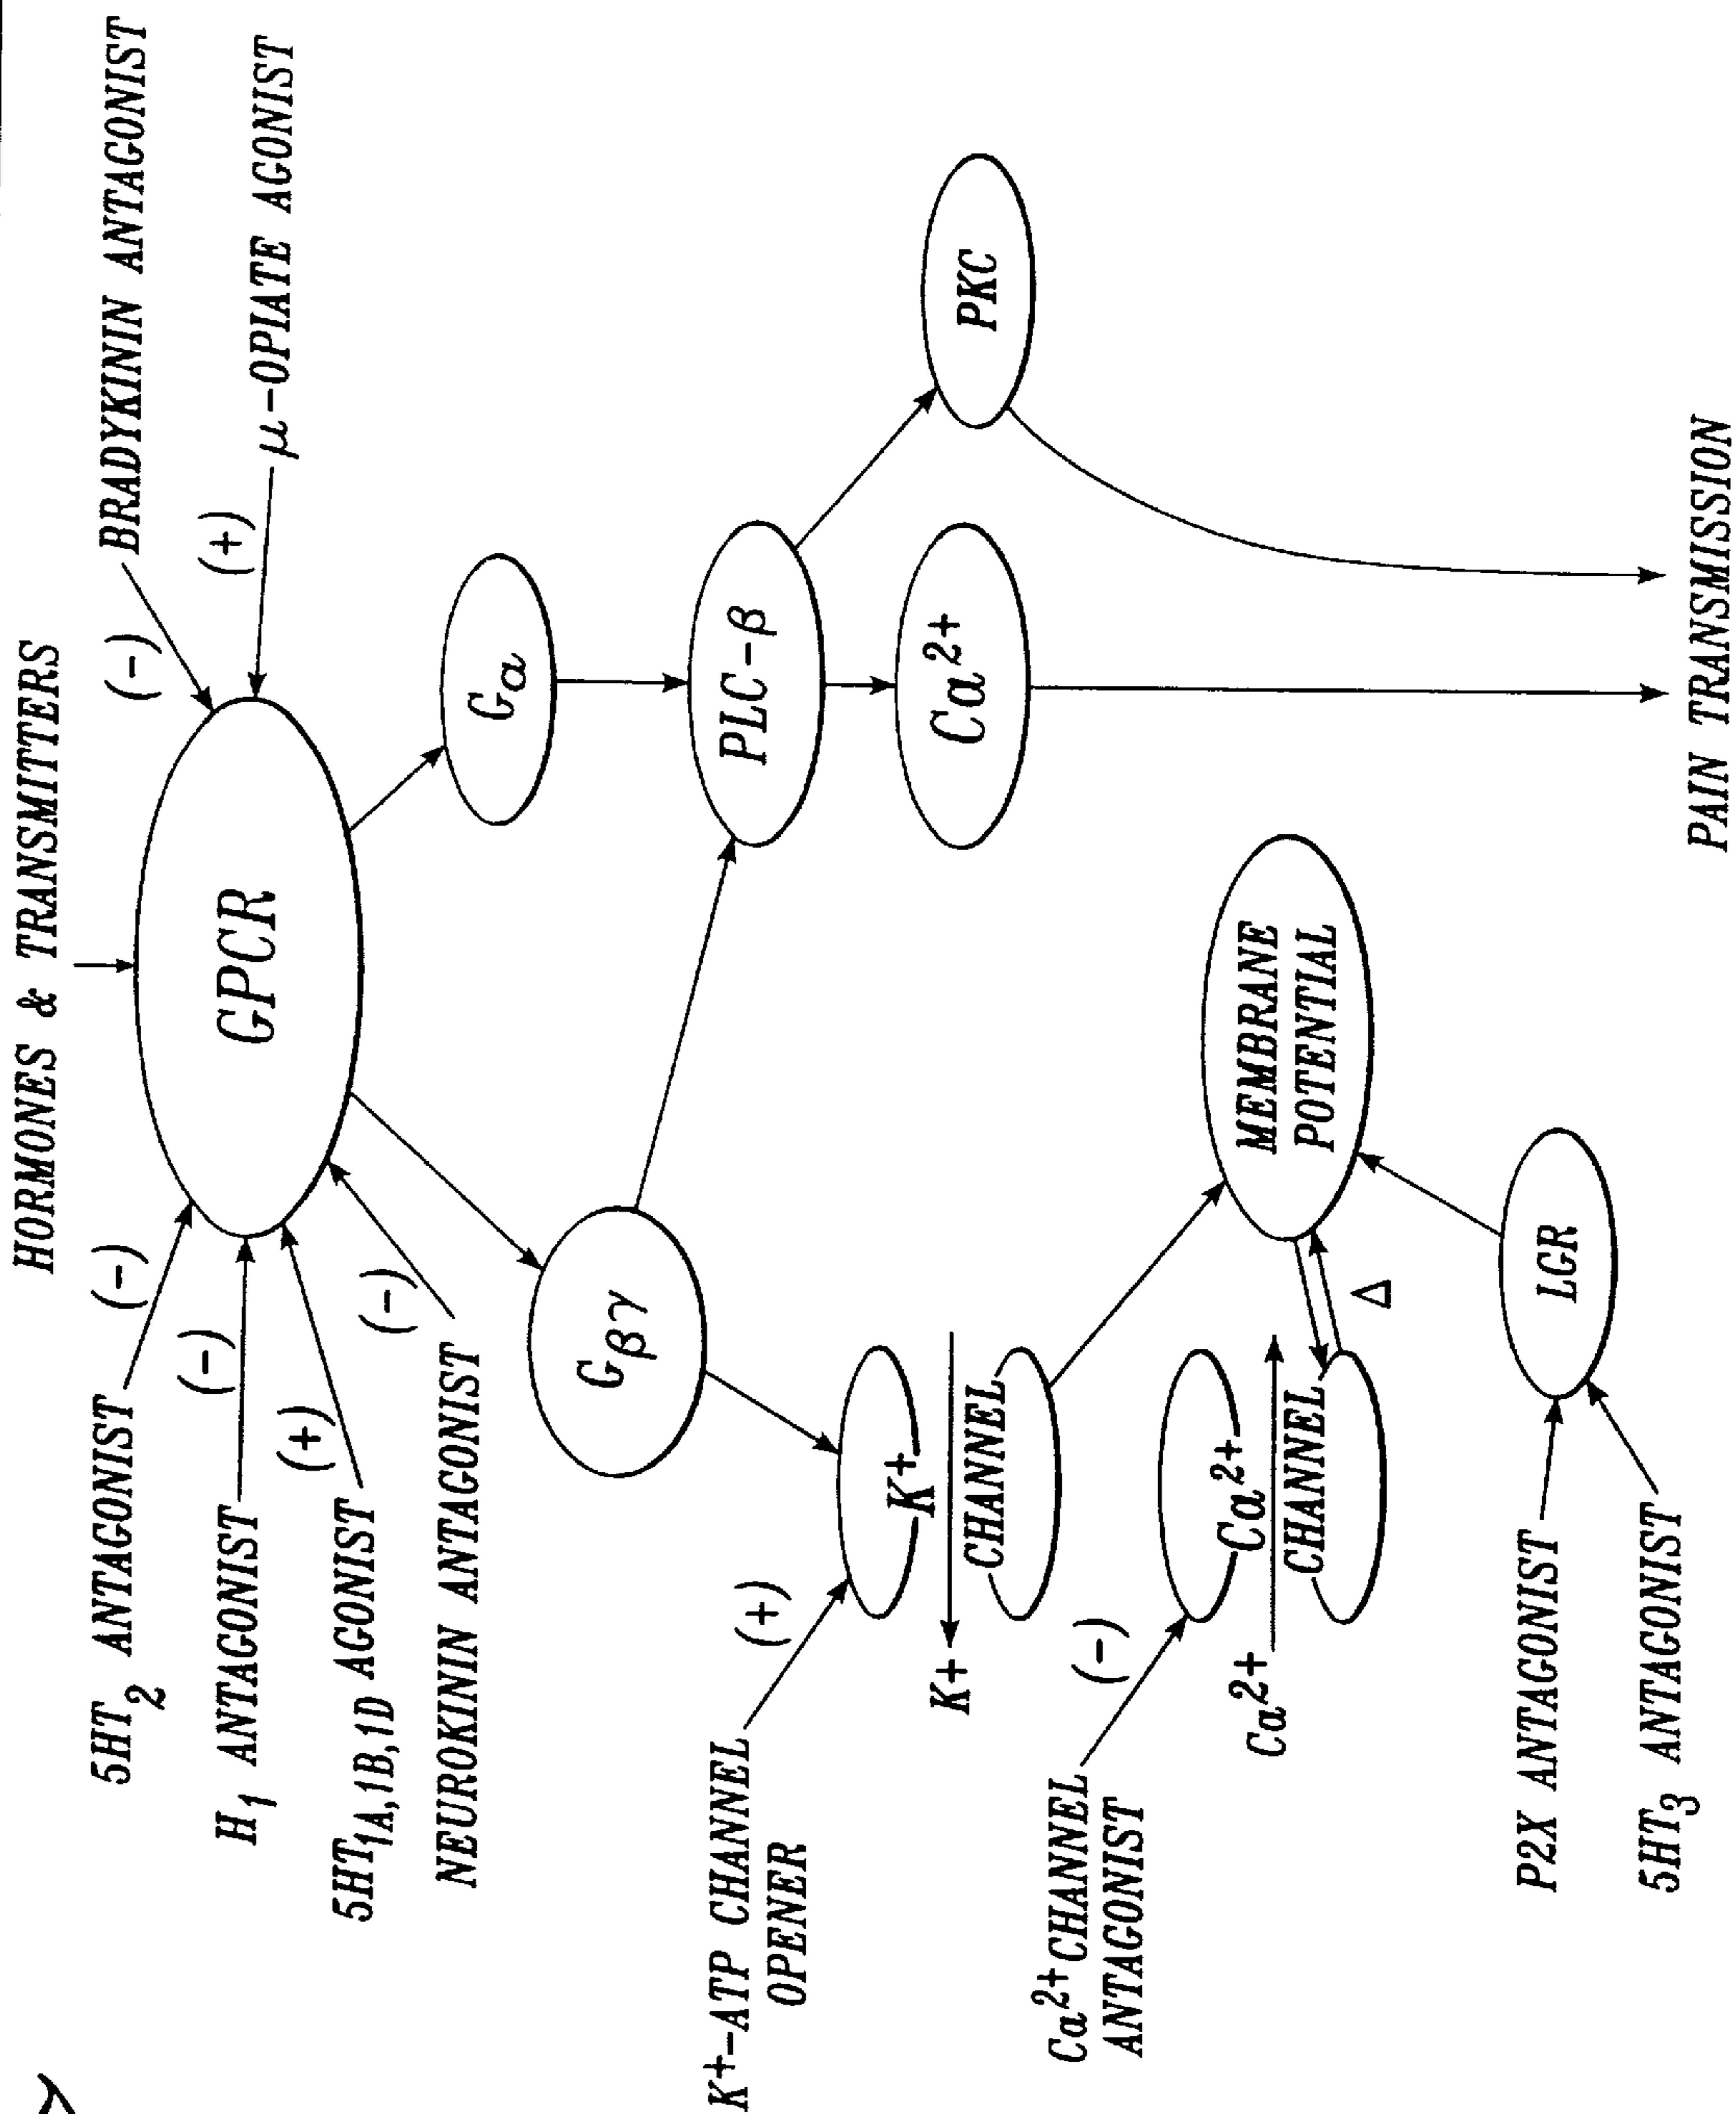 HORMONES & TRANSMITTERS
5HT2 ANTAGONIST
(-)
(-)
BRADYKININ ANTAGONIST
H1 ANTAGONIST
(-)
GPCR
(+)
μ-OPIATE AGONIST
5HT1A,1B,1D AGONIST
(+)
NEUROKININ ANTAGONIST
(-)
Gα
Gβγ
K+-ATP CHANNEL
OPENER
(+)
PLC-β
K+
K+
CHANNEL
Ca2+
PKC
Ca2+CHANNEL
ANTAGONIST
(-)
Ca2+
Ca2+
CHANNEL
MEMBRANE
POTENTIAL
Δ
P2X ANTAGONIST
LGR
5HT3 ANTAGONIST
PAIN TRANSMISSION